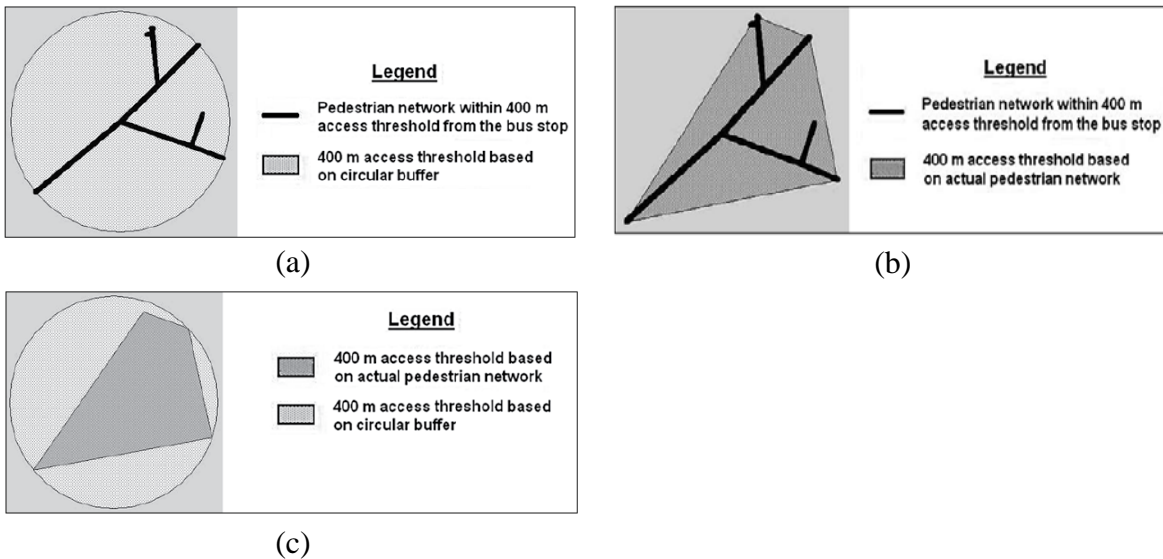 Legend
Pedestrian network within 400 m
access threshold from the bus stop
400 m access threshold based
on circular buffer
(a)
Legend
Pedestrian network within 400 m
access threshold from the bus stop
400 m access threshold based
on actual pedestrian network
(b)
Legend
400 m access threshold based
on actual pedestrian network
400 m access threshold based
on circular buffer
(c)